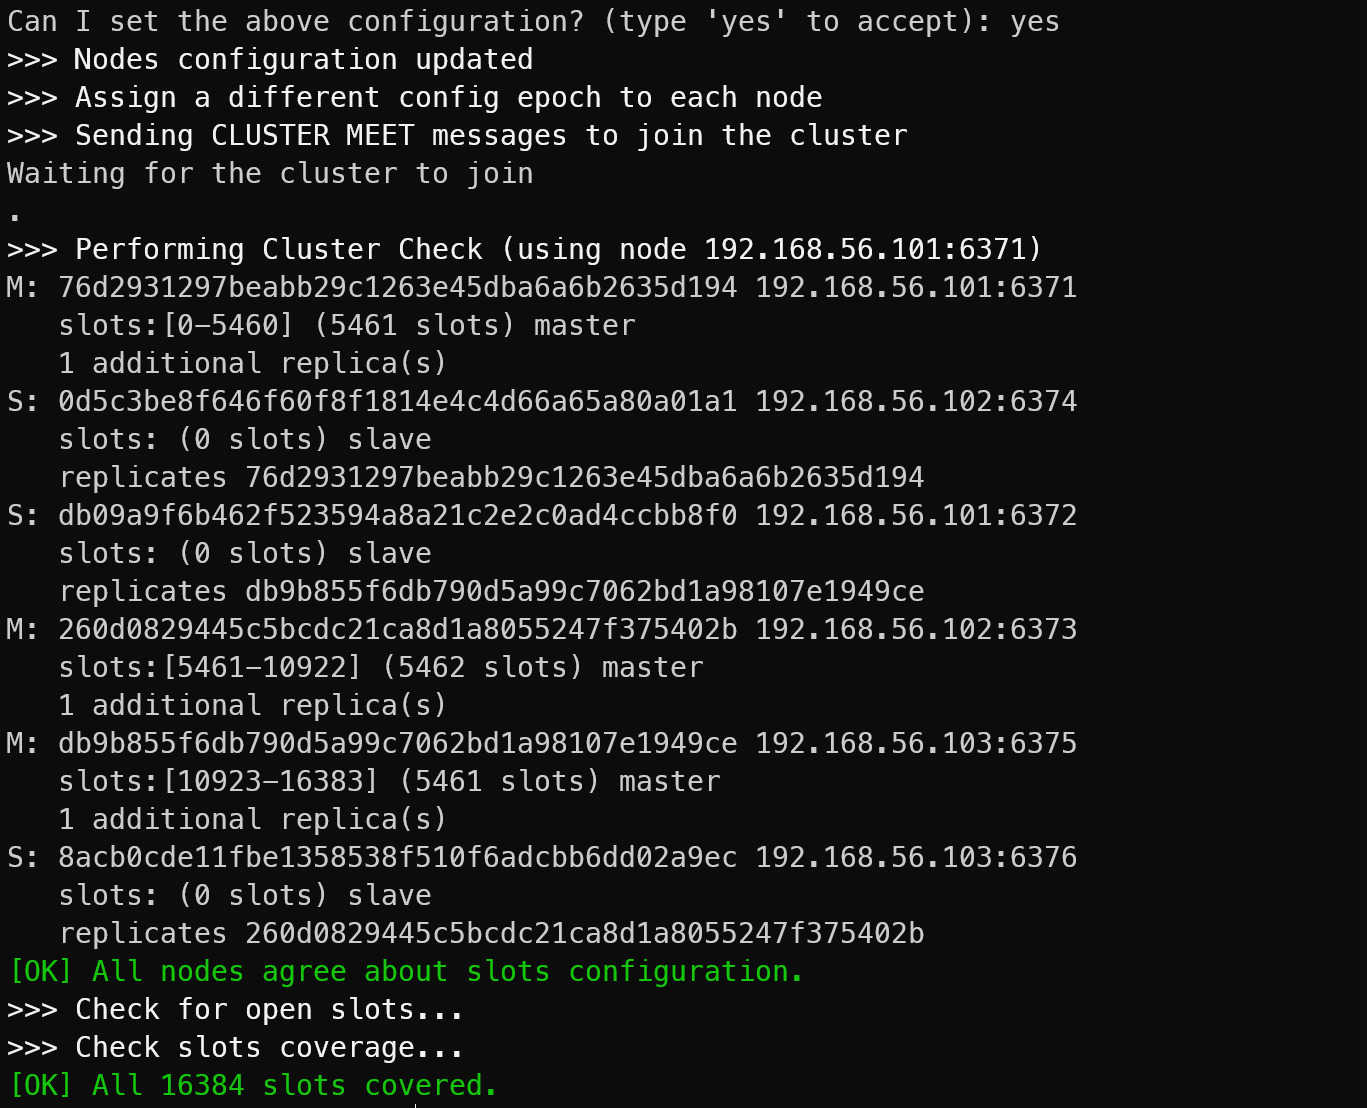 Can I set the above configuration? (type 'yes' to accept): yes
>>> Nodes configuration updated
>>> Assign a different config epoch to each node
>>> Sending CLUSTER MEET messages to join the cluster
Waiting for the cluster to join
.
>>> Performing Cluster Check (using node 192.168.56.101:6371)
M: 76d2931297beabb29c1263e45dba6a6b2635d194 192.168.56.101:6371
   slots:[0-5460] (5461 slots) master
   1 additional replica(s)
S: 0d5c3be8f646f60f8f1814e4c4d66a65a80a01a1 192.168.56.102:6374
   slots: (0 slots) slave
   replicates 76d2931297beabb29c1263e45dba6a6b2635d194
S: db09a9f6b462f523594a8a21c2e2c0ad4ccbb8f0 192.168.56.101:6372
   slots: (0 slots) slave
   replicates db9b855f6db790d5a99c7062bd1a98107e1949ce
M: 260d0829445c5bcdc21ca8d1a8055247f375402b 192.168.56.102:6373
   slots:[5461-10922] (5462 slots) master
   1 additional replica(s)
M: db9b855f6db790d5a99c7062bd1a98107e1949ce 192.168.56.103:6375
   slots:[10923-16383] (5461 slots) master
   1 additional replica(s)
S: 8acb0cde11fbe1358538f510f6adcbb6dd02a9ec 192.168.56.103:6376
   slots: (0 slots) slave
   replicates 260d0829445c5bcdc21ca8d1a8055247f375402b
[OK] All nodes agree about slots configuration.
>>> Check for open slots...
>>> Check slots coverage...
[OK] All 16384 slots covered.